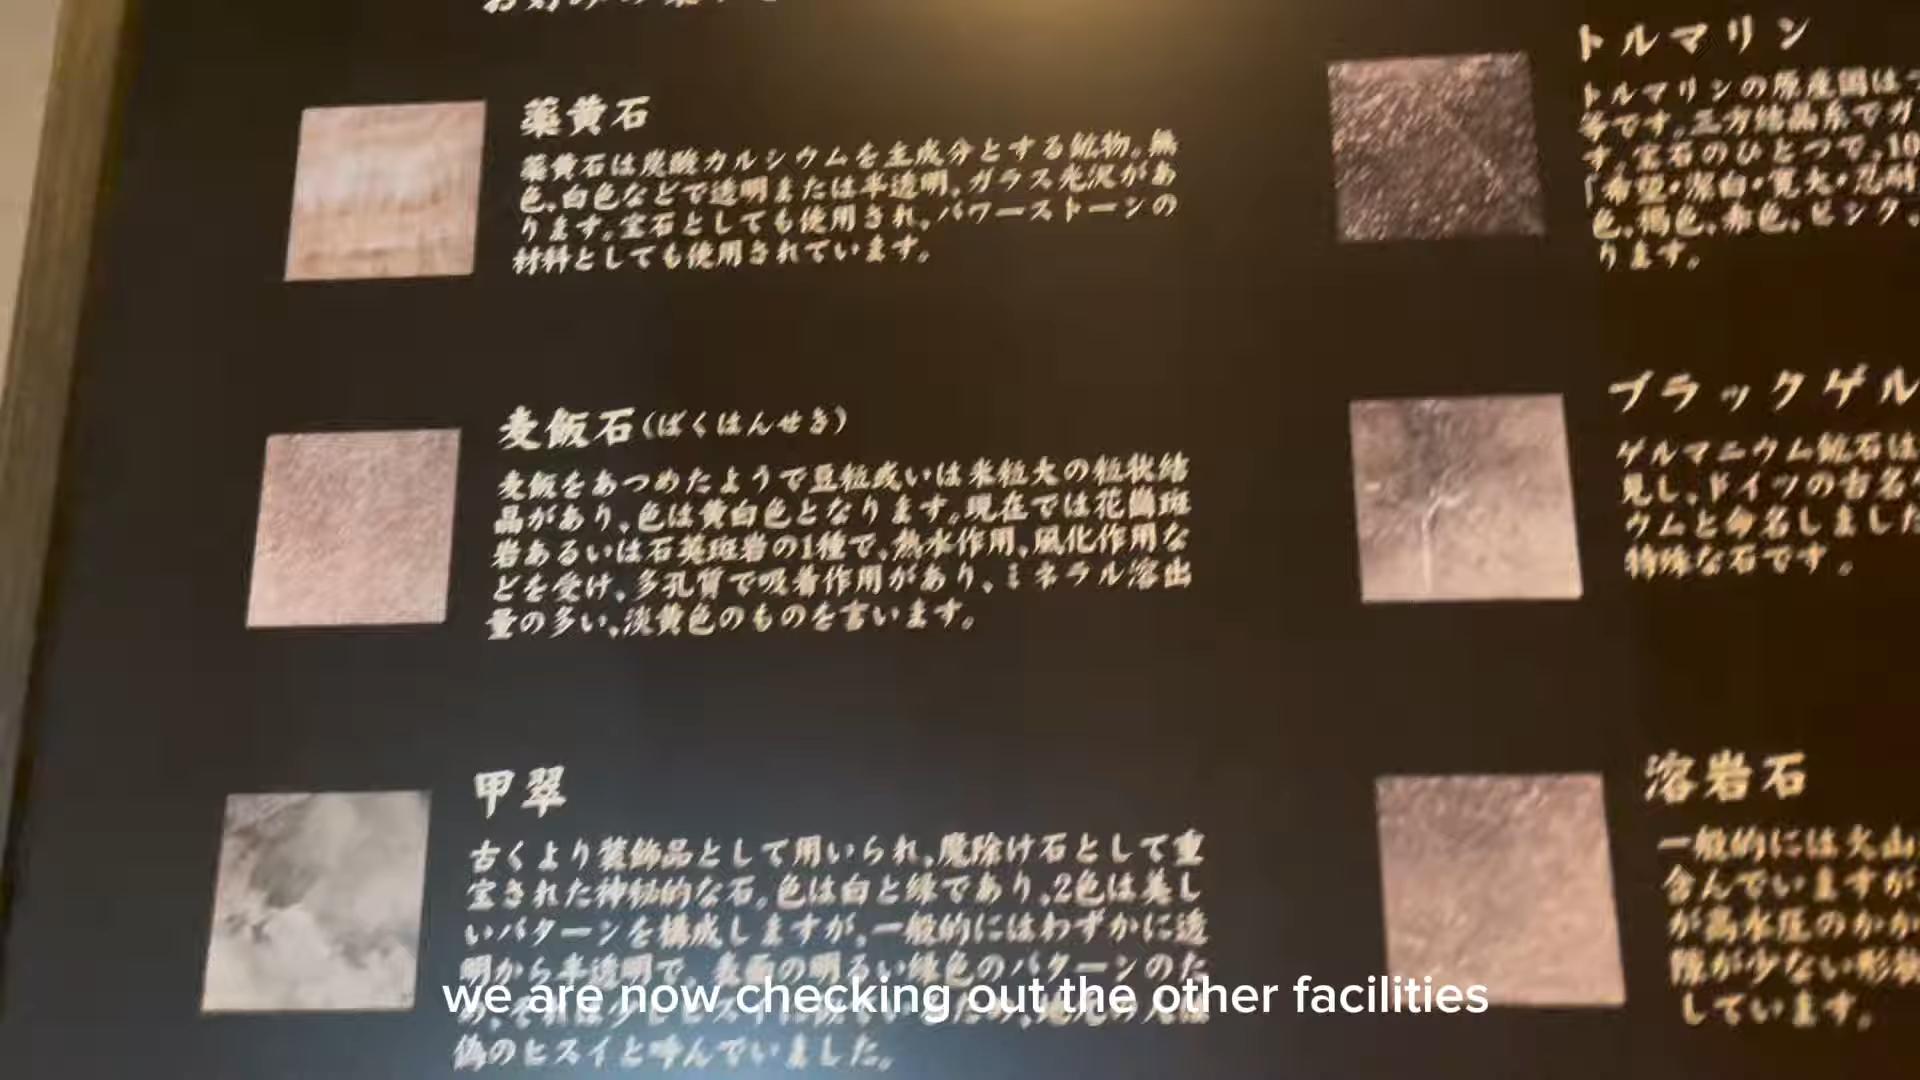 薬黄石
薬黄石は炭酸カルシウムを主成分とする鉱物。無
色、白色などで透明または半透明、ガラス光沢があ
ります。宝石としても使用され、パワーストーンの
材料としても使用されています。
麦飯石(ばくはんせき)
麦飯をあつめたようで豆粒或いは米粒大の粒状結
晶があり、色は黄白色となります。現在では花崗斑
岩あるいは石英斑岩の1種で、熱水作用、風化作用な
どを受け、多孔質で吸着作用があり、ミネラル溶出
量の多い、淡黄色のものを言います。
甲翠
古くより装飾品として用いられ、魔除け石として重
宝された神秘的な石。色は白と緑であり、2色は美し
いパターンを構成しますが、一般的にはわずかに透
明から半透明で、表面の明るい緑色のパターンのた
偽のヒスイと呼んでいました。
トルマリン
トルマリンの原産国は
等です。三方結晶系でガ
す。宝石のひとつで、10
「希望・潔白・寛大・忍耐
色、褐色、赤色、ピンク、
ります。
ブラックゲル
ゲルマニウム鉱石は
見し、ドイツの古名
ウムと命名しました
特殊な石です。
溶岩石
一般的には火山
含んでいますが
が高水圧のかか
隙が少ない形状
しています。
we are now checking out the other facilities